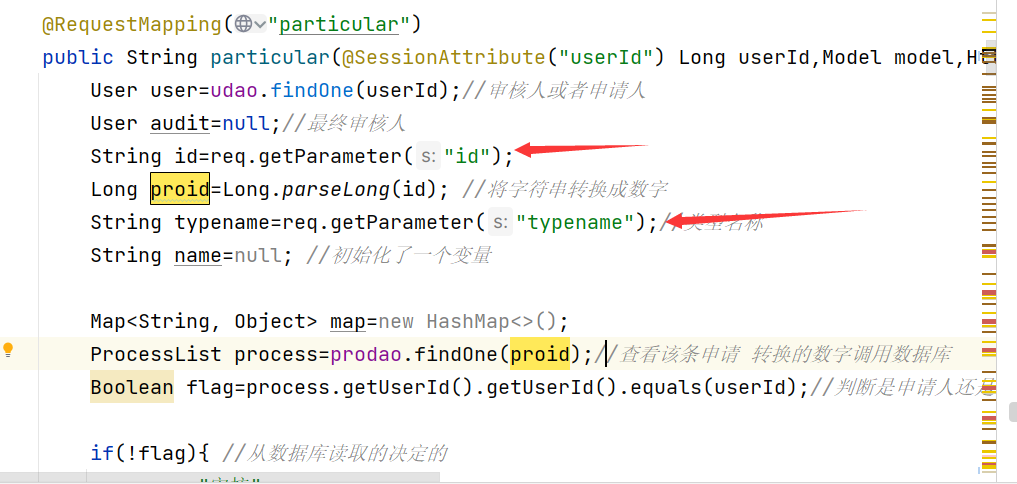 @RequestMapping("particular")
public String particular(@SessionAttribute("userId") Long userId,Model model,Htt
User user=udao.findOne(userId);//审核人或者申请人
User audit=null;//最终审核人
String id=req.getParameter( s: "id");
Long proid=Long.parseLong(id); //将字符串转换成数字
String typename=req.getParameter( s: "typename");//类型名称
String name=null; //初始化了一个变量
Map<String, Object> map=new HashMap<>();
ProcessList process=prodao.findOne(proid);//查看该条申请 转换的数字调用数据库
Boolean flag=process.getUserId().getUserId().equals(userId);//判断是申请人还是
if(!flag){ //从数据库读取的决定的
"审核"